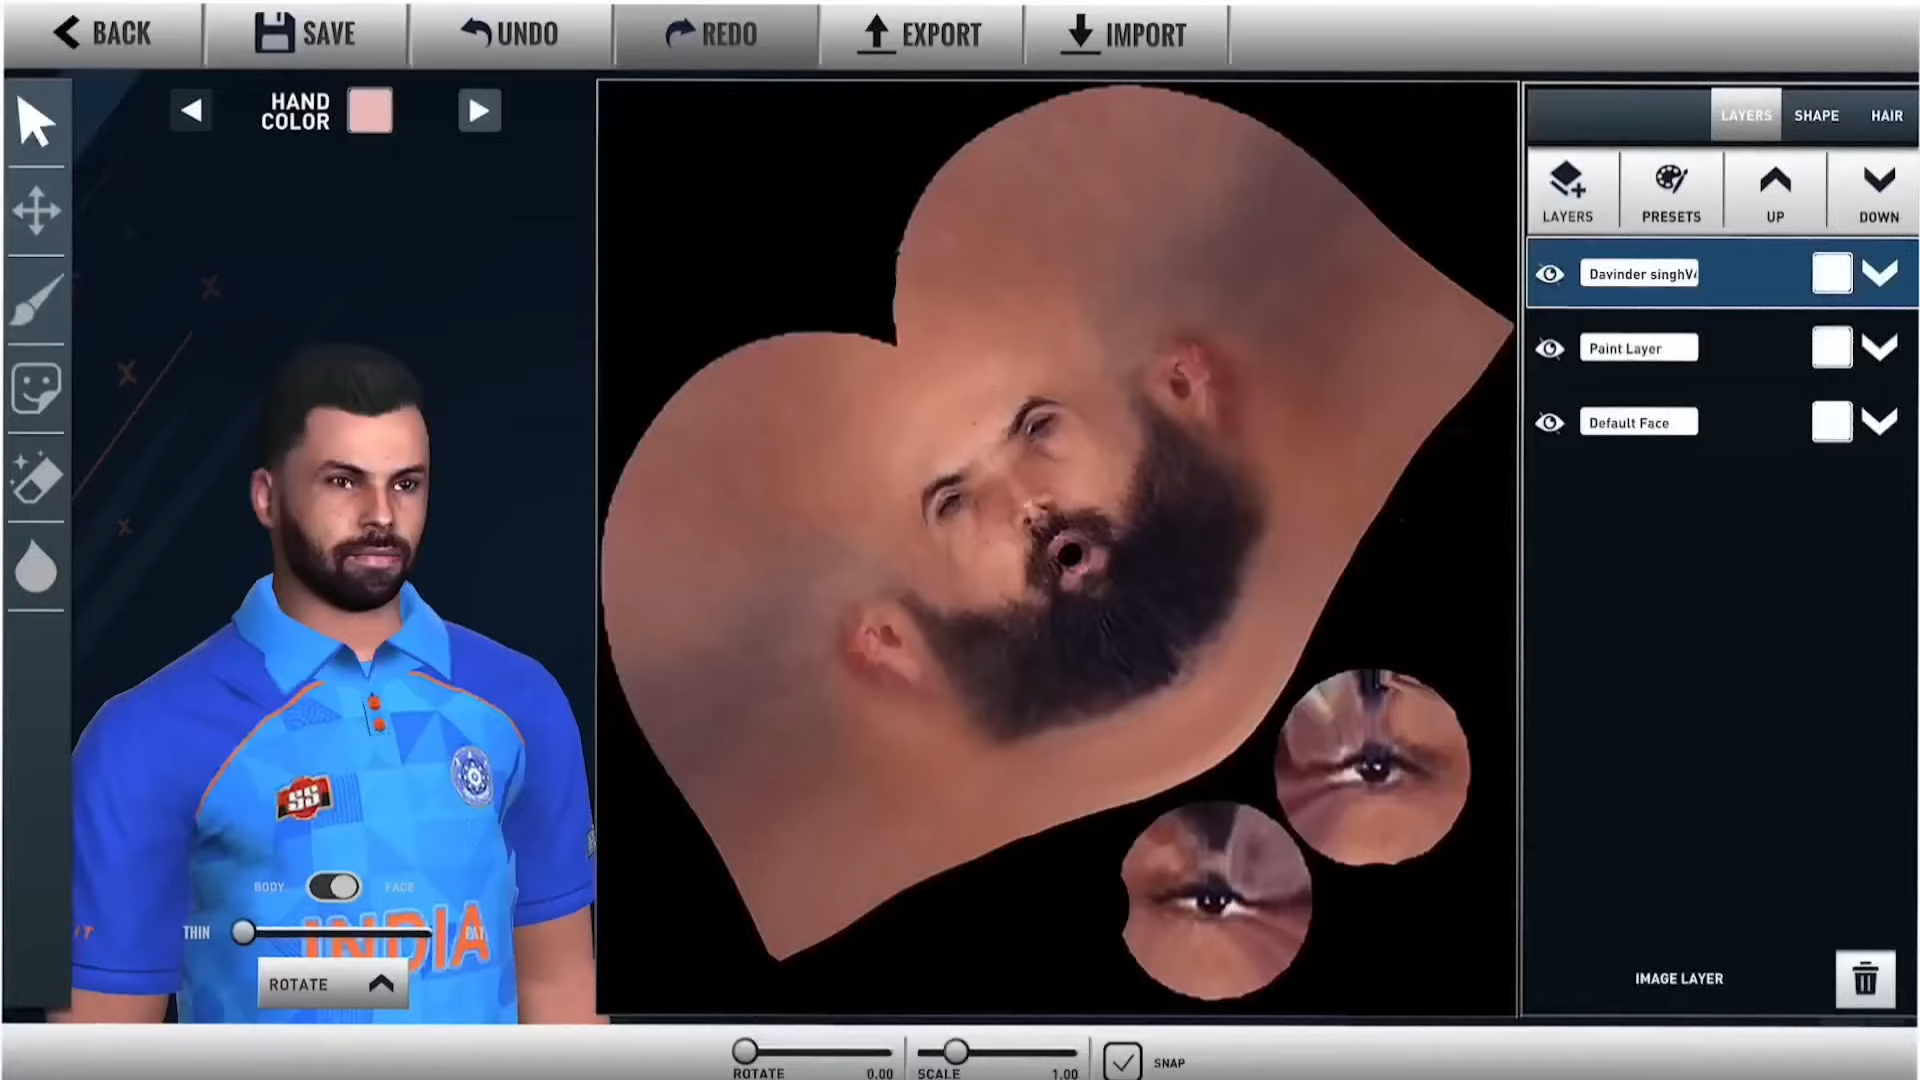 BACK
SAVE
UNDO
REDO
EXPORT
IMPORT
HAND
COLOR
LAYERS
SHAPE
HAIR
LAYERS
PRESETS
UP
DOWN
Davinder singhV
Paint Layer
Default Face
SS
BODY
FACE
THIN
INDIA
ROTATE
IMAGE LAYER
ROTATE
0.00
SCALE
1.00
SNAP